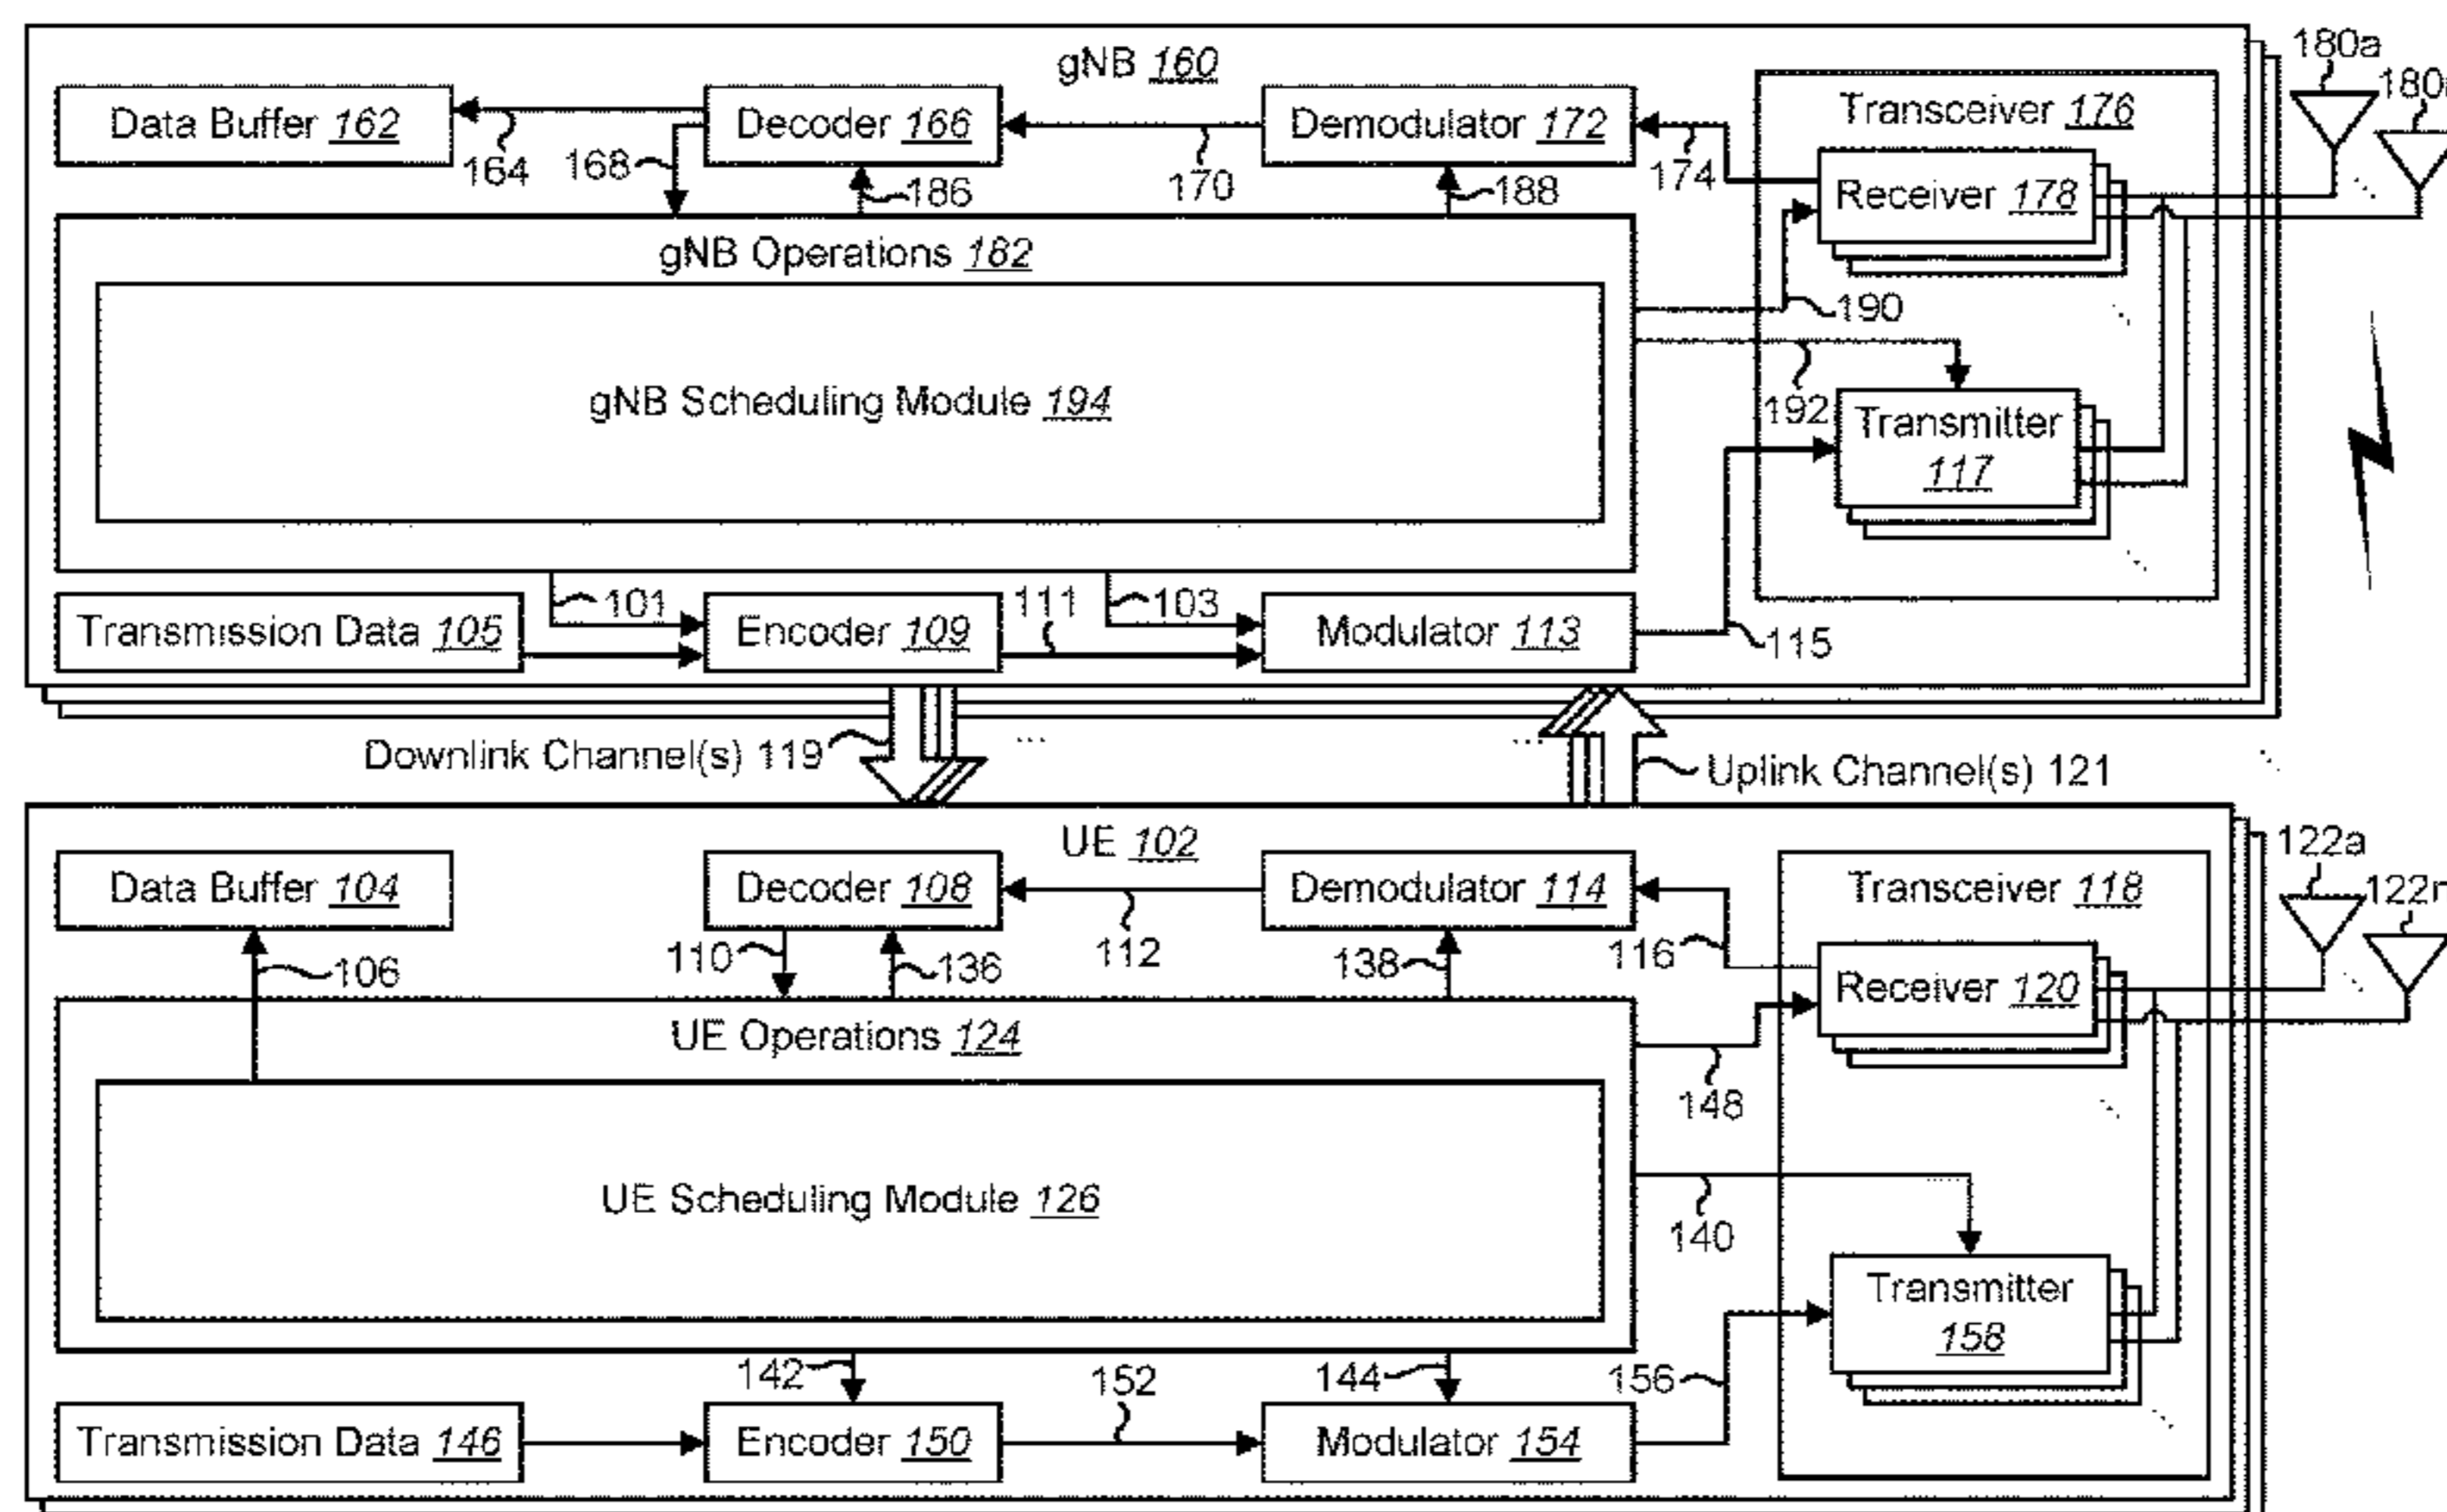 gNB 160
180a
180n
Data Buffer 162
Decoder 166
Demodulator 172
Transceiver 176
164
168
186
170
188
174
Receiver 178
gNB Operations 182
190
gNB Scheduling Module 194
192
Transmitter
117
101
111
103
Transmission Data 105
Encoder 109
Modulator 113
115
Downlink Channel(s) 119
Uplink Channel(s) 121
UE 102
122a
122n
Data Buffer 104
Decoder 108
Demodulator 114
Transceiver 118
106
110
136
112
138
116
Receiver 120
UE Operations 124
148
UE Scheduling Module 126
140
Transmitter
158
142
152
144
156
Transmission Data 146
Encoder 150
Modulator 154